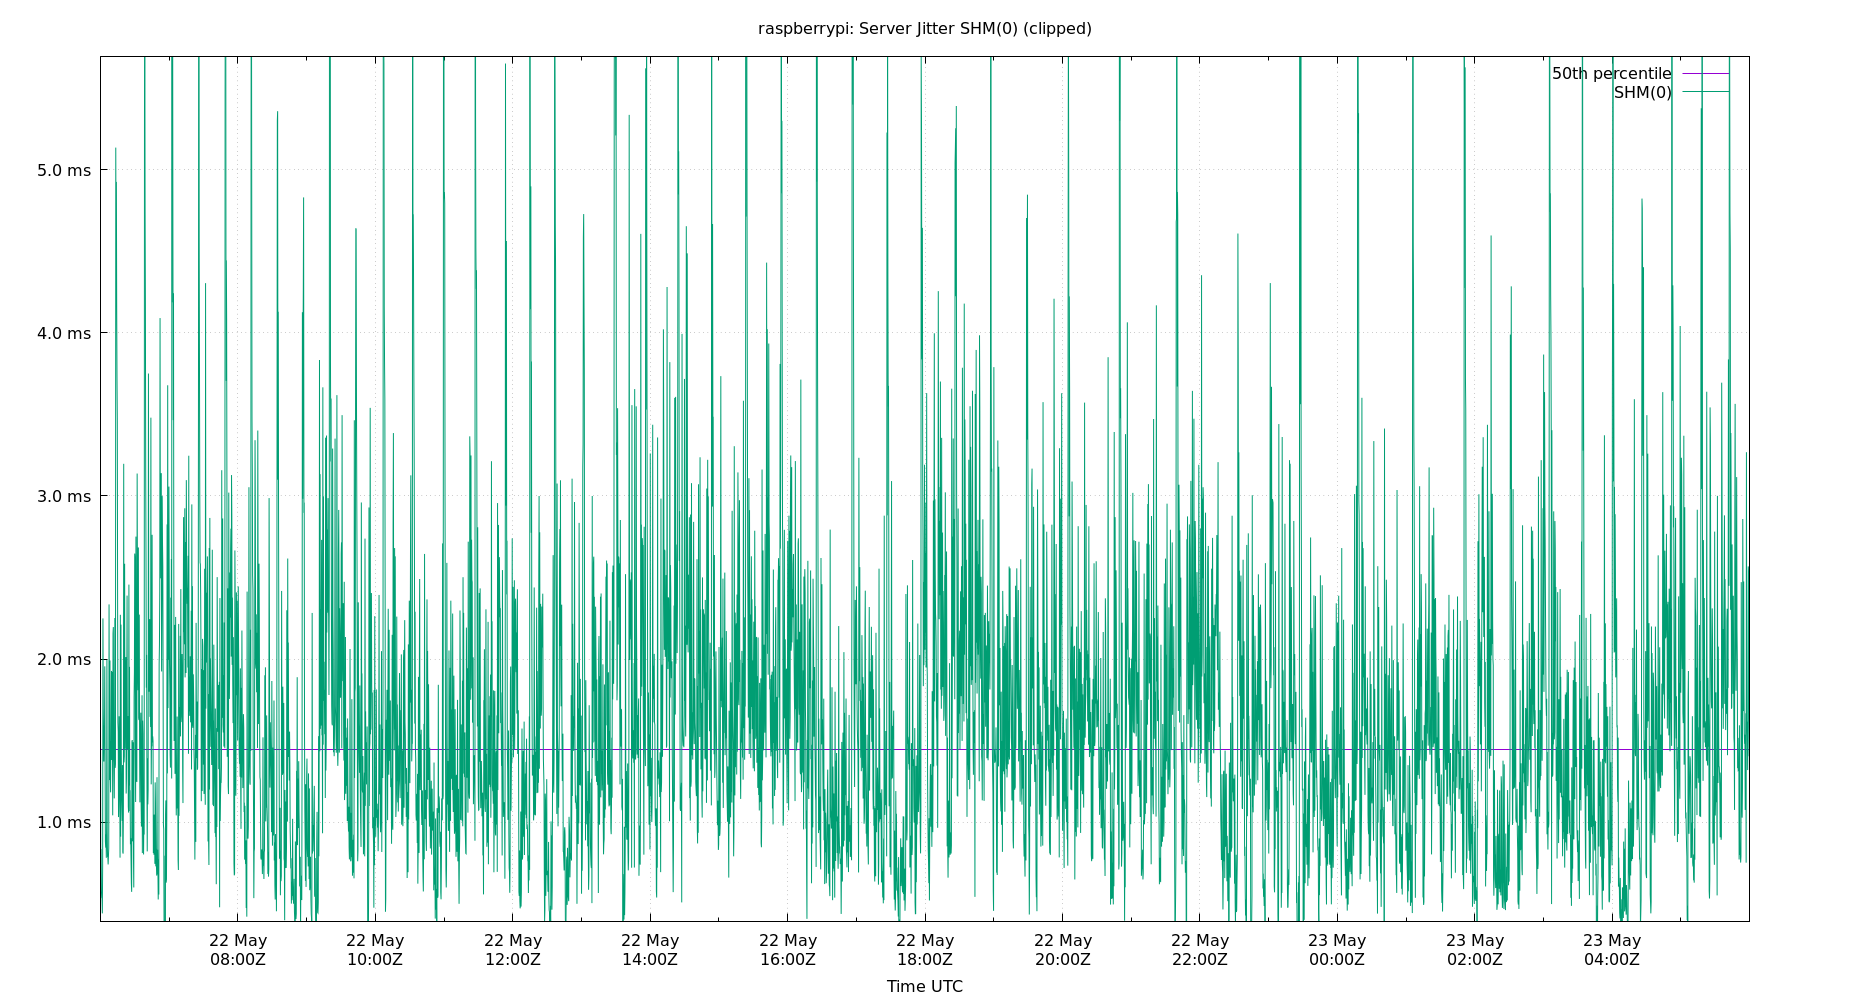 raspberrypi: Server Jitter SHM(0) (clipped)
50th percentile
SHM(0)
5.0 ms
4.0 ms
3.0 ms
2.0 ms
1.0 ms
22 May 22 May 22 May 22 May 22 May 22 May 22 May 22 May 23 May 23 May 23 May
08:00Z 10:00Z 12:00Z 14:00Z 16:00Z 18:00Z 20:00Z 22:00Z 00:00Z 02:00Z 04:00Z
Time UTC